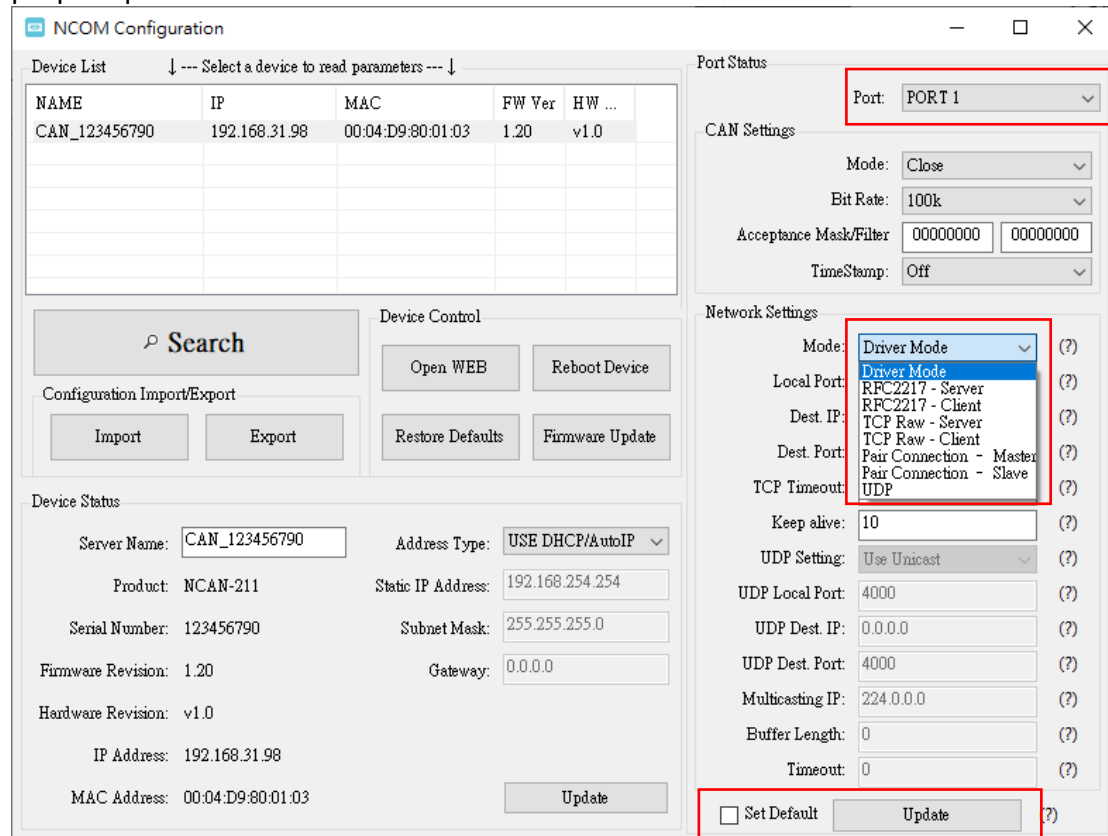 NCOM Configuration
Device List ↓ --- Select a device to read parameters --- ↓
NAME IP MAC FW Ver HW ...
CAN_123456790 192.168.31.98 00:04:D9:80:01:03 1.20 v1.0
Search
Configuration Import/Export
Import Export
Device Control
Open WEB Reboot Device
Restore Defaults Firmware Update
Device Status
Server Name: CAN_123456790
Product: NCAN-211
Serial Number: 123456790
Firmware Revision: 1.20
Hardware Revision: v1.0
IP Address: 192.168.31.98
MAC Address: 00:04:D9:80:01:03
Address Type: USE DHCP/AutoIP
Static IP Address: 192.168.254.254
Subnet Mask: 255.255.255.0
Gateway: 0.0.0.0
Update
Port Status
Port: PORT 1
CAN Settings
Mode: Close
Bit Rate: 100k
Acceptance Mask/Filter 00000000 00000000
TimeStamp: Off
Network Settings
Mode: Driver Mode (?)
Driver Mode
RFC2217 - Server
RFC2217 - Client
TCP Raw - Server
TCP Raw - Client
Pair Connection - Master
Pair Connection - Slave
UDP
Local Port: (?)
Dest. IP: (?)
Dest. Port: (?)
TCP Timeout: (?)
Keep alive: 10 (?)
UDP Setting: Use Unicast (?)
UDP Local Port: 4000 (?)
UDP Dest. IP: 0.0.0.0 (?)
UDP Dest. Port: 4000 (?)
Multicasting IP: 224.0.0.0 (?)
Buffer Length: 0 (?)
Timeout: 0 (?)
Set Default Update (?)